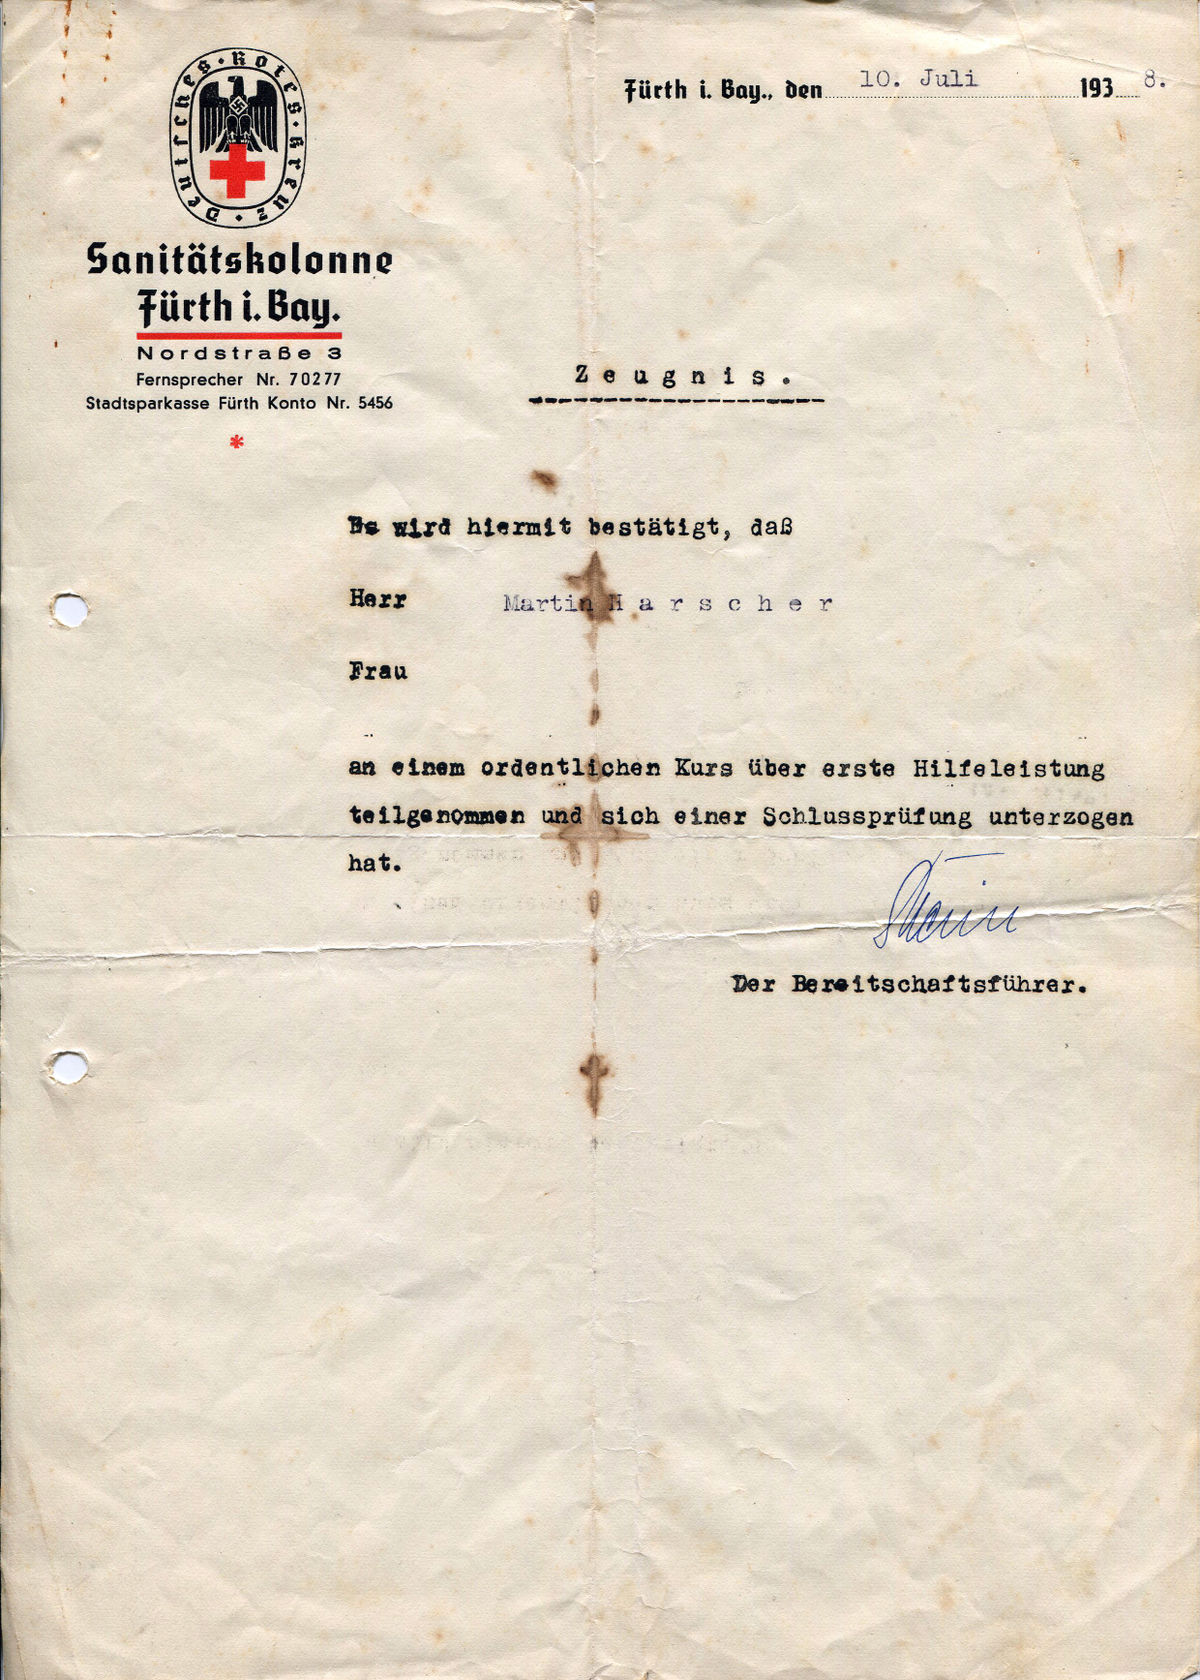 Deutsches · Rotes · Kreuz ·
Fürth i. Bay., den 10. Juli 1938.
Sanitätskolonne
Fürth i. Bay.
Nordstraße 3
Fernsprecher Nr. 70277
Stadtsparkasse Fürth Konto Nr. 5456
*
Zeugnis.
Es wird hiermit bestätigt, daß
Herr Martin Harscher
Frau
an einem ordentlichen Kurs über erste Hilfeleistung
teilgenommen und sich einer Schlussprüfung unterzogen
hat.
Der Bereitschaftsführer.